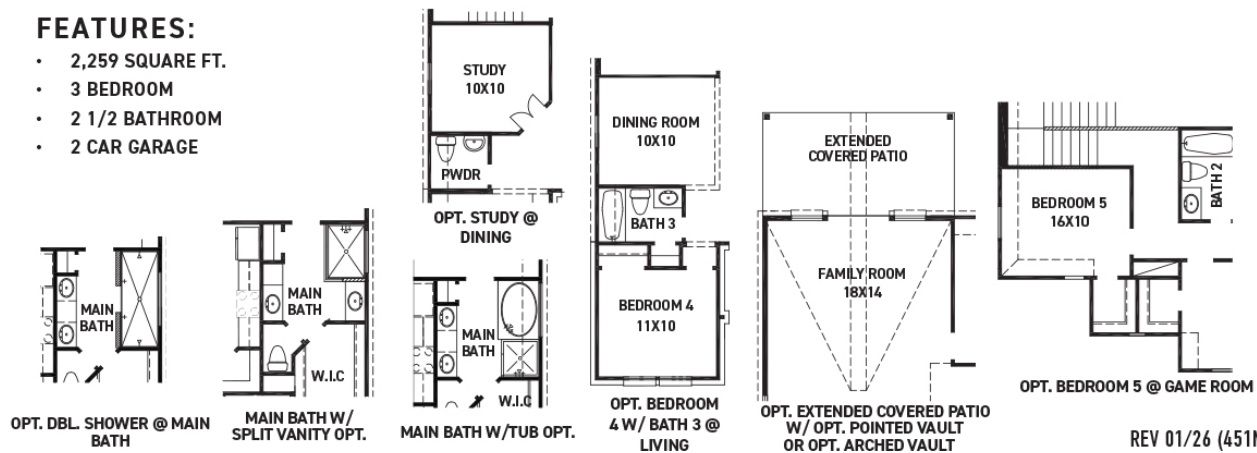 FEATURES:
• 2,259 SQUARE FT.
• 3 BEDROOM
• 2 1/2 BATHROOM
• 2 CAR GARAGE
MAIN
BATH
OPT. DBL. SHOWER @ MAIN
BATH
MAIN
BATH
W.I.C
MAIN BATH W/
SPLIT VANITY OPT.
STUDY
10X10
PWDR
OPT. STUDY @
DINING
MAIN
BATH
W.I.C
MAIN BATH W/TUB OPT.
DINING ROOM
10X10
BATH 3
BEDROOM 4
11X10
OPT. BEDROOM
4 W/ BATH 3 @
LIVING
EXTENDED
COVERED PATIO
FAMILY ROOM
18X14
OPT. EXTENDED COVERED PATIO
W/ OPT. POINTED VAULT
OR OPT. ARCHED VAULT
BEDROOM 5
16X10
BATH 2
OPT. BEDROOM 5 @ GAME ROOM
REV 01/26 (451